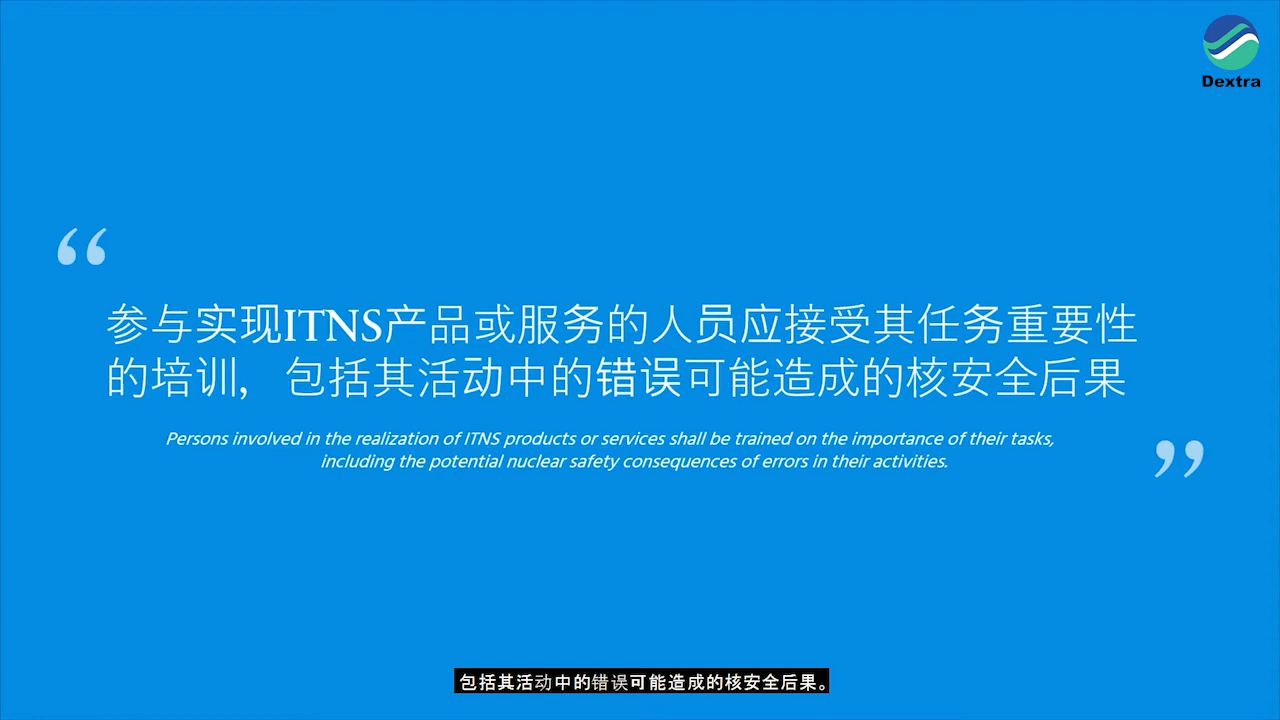 Dextra
“
参与实现ITNS产品或服务的人员应接受其任务重要性
的培训，包括其活动中的错误可能造成的核安全后果
Persons involved in the realization of ITNS products or services shall be trained on the importance of their tasks,
including the potential nuclear safety consequences of errors in their activities.
”
包括其活动中的错误可能造成的核安全后果。